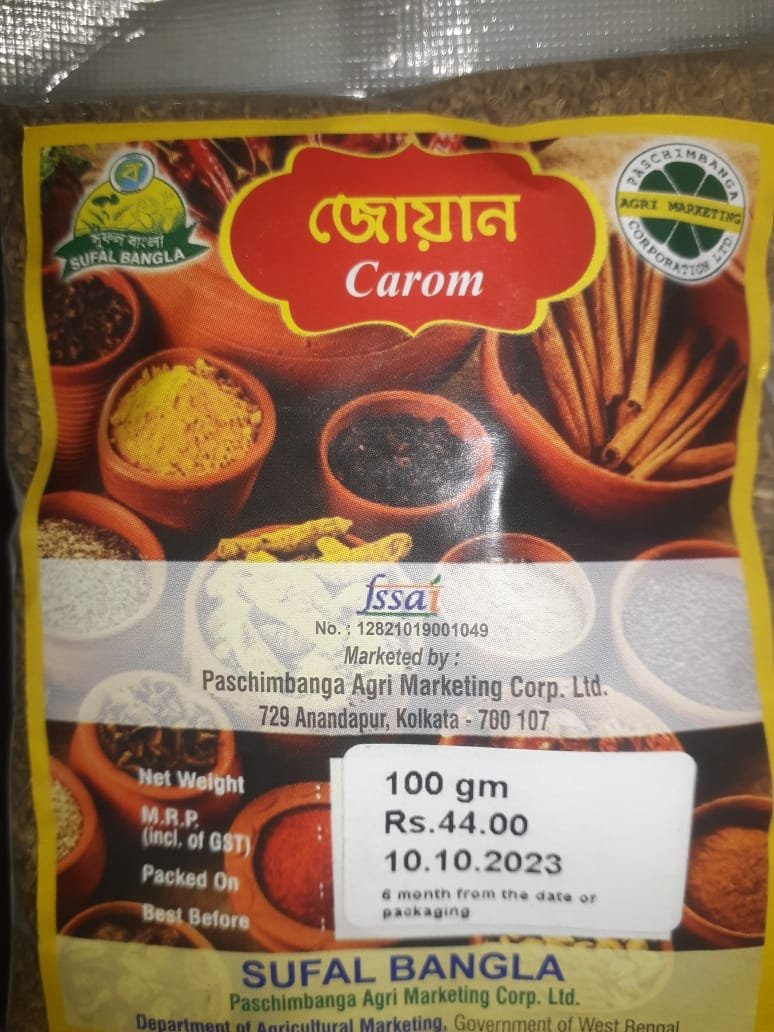 সুফল বাংলা
SUFAL BANGLA
জোয়ান
Carom
PASCHIMBANGA
AGRI MARKETING
CORPORATION LTD.
fssai
No. : 12821019001049
Marketed by :
Paschimbanga Agri Marketing Corp. Ltd.
729 Anandapur, Kolkata - 700 107
Net Weight : 100 gm
M.R.P. : Rs.44.00
(incl. of GST)
Packed On : 10.10.2023
Best Before : 6 month from the date or
packaging
SUFAL BANGLA
Paschimbanga Agri Marketing Corp. Ltd.
Department of Agricultural Marketing, Government of West Bengal